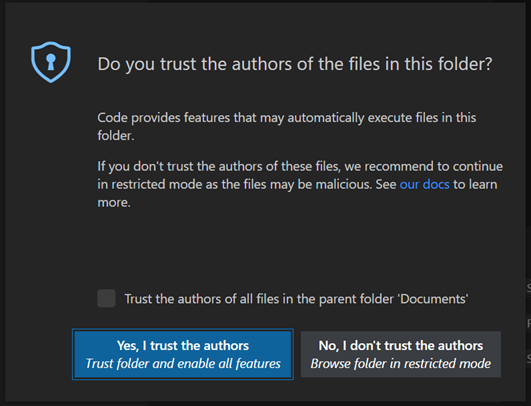 Do you trust the authors of the files in this folder?
Code provides features that may automatically execute files in this
folder.
If you don't trust the authors of these files, we recommend to continue
in restricted mode as the files may be malicious. See our docs to learn
more.
Trust the authors of all files in the parent folder 'Documents'
Yes, I trust the authors
Trust folder and enable all features
No, I don't trust the authors
Browse folder in restricted mode